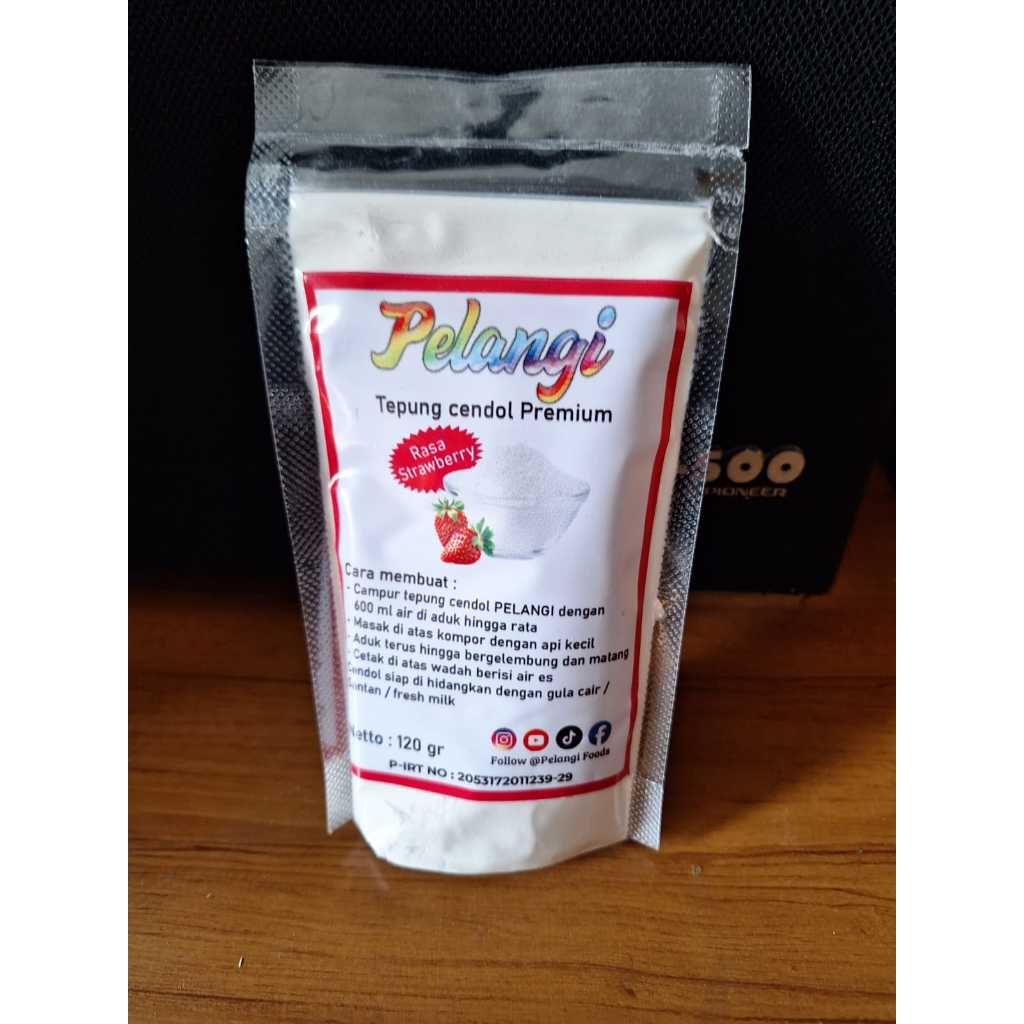 Pelangi
Tepung cendol Premium
Rasa
Strawberry
Cara membuat :
- Campur tepung cendol PELANGI dengan
600 ml air di aduk hingga rata
- Masak di atas kompor dengan api kecil
- Aduk terus hingga bergelembung dan matang
- Cetak di atas wadah berisi air es
Cendol siap di hidangkan dengan gula cair /
santan / fresh milk
Netto : 120 gr
Follow @Pelangi Foods
P-IRT NO : 2053172011239-29
-500
PIONEER